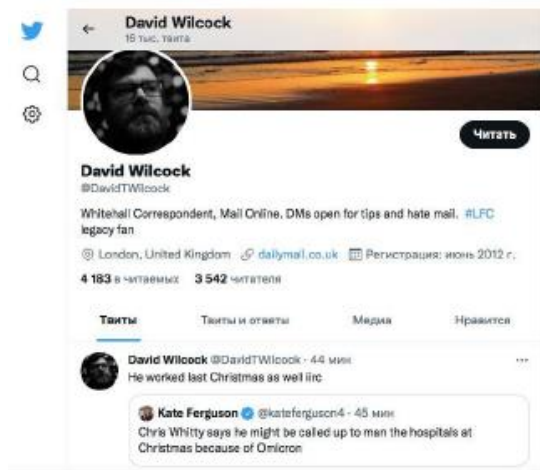 David Wilcock
15 тыс. твита
Читать
David Wilcock
@DavidTWilcock
Whitehall Correspondent, Mail Online. DMs open for tips and hate mail. #LFC
legacy fan
London, United Kingdom dailymail.co.uk Регистрация: июнь 2012 г.
4 183 в читаемых 3 542 читателя
Твиты Твиты и ответы Медиа Нравится
David Wilcock @DavidTWilcock · 44 мин
He worked last Christmas as well iirc
Kate Ferguson @kateferguson4 · 45 мин
Chris Whitty says he might be called up to man the hospitals at
Christmas because of Omicron